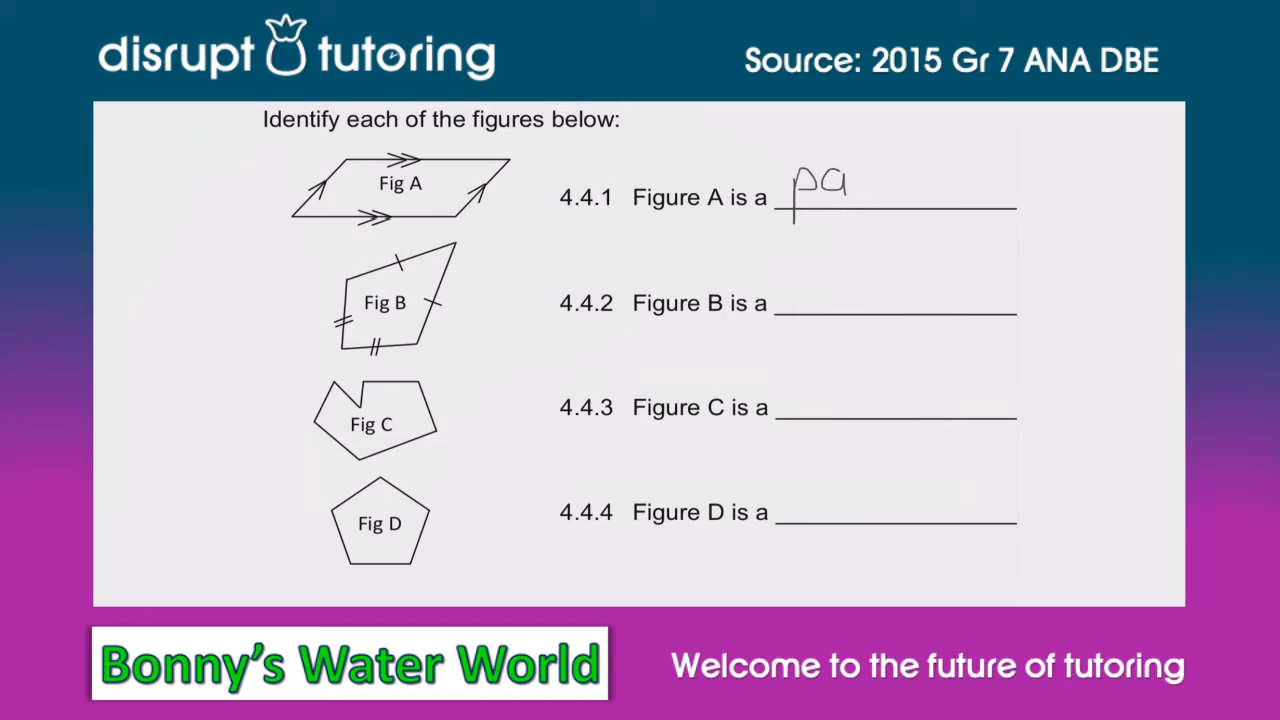 disrupt tutoring
Source: 2015 Gr 7 ANA DBE
Identify each of the figures below:
Fig A
4.4.1 Figure A is a pa
Fig B
4.4.2 Figure B is a
Fig C
4.4.3 Figure C is a
Fig D
4.4.4 Figure D is a
Bonny's Water World
Welcome to the future of tutoring